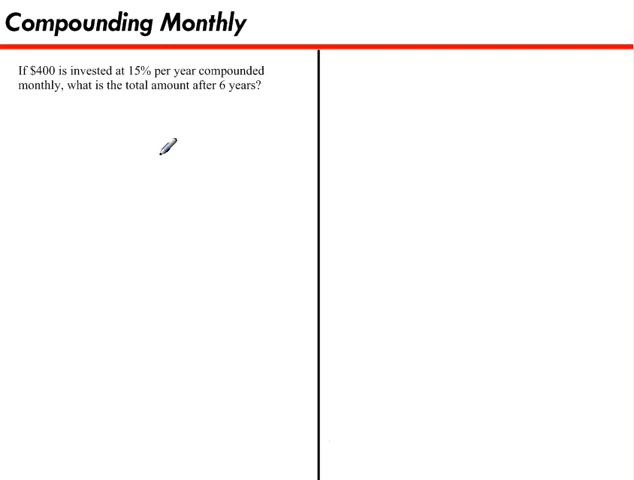 Compounding Monthly
If $400 is invested at 15% per year compounded
monthly, what is the total amount after 6 years?